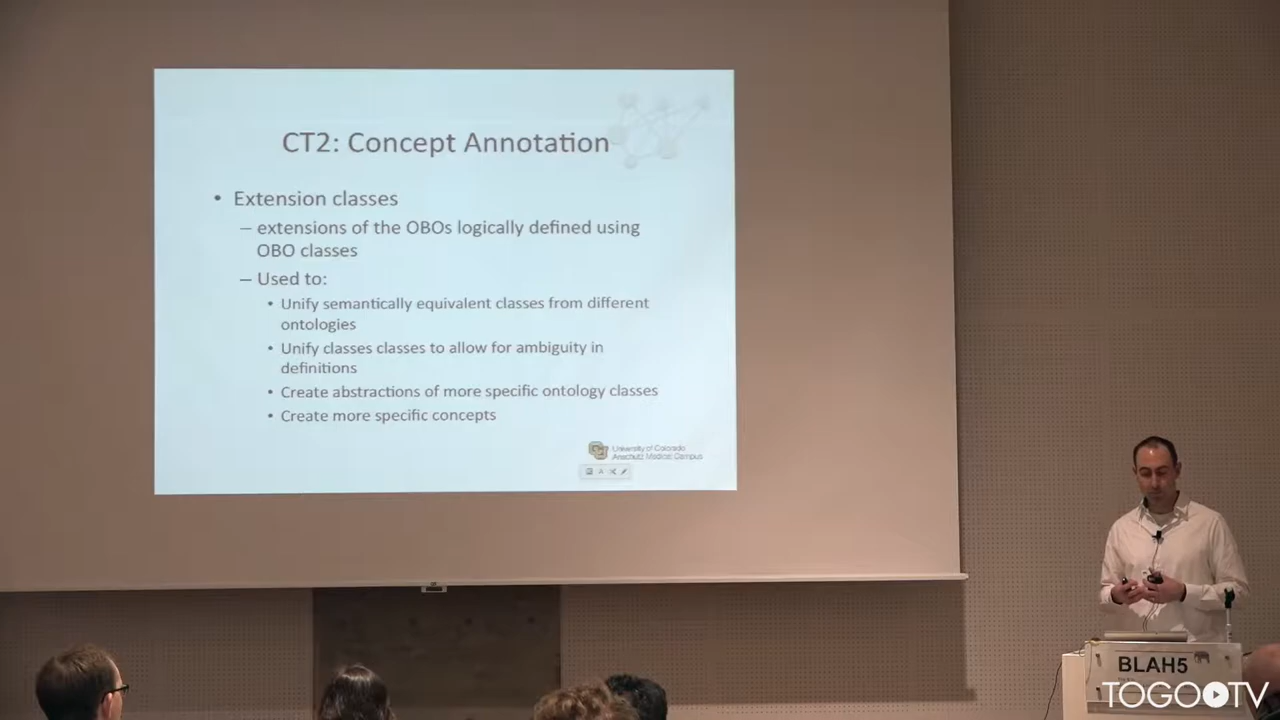 CT2: Concept Annotation
• Extension classes
– extensions of the OBOs logically defined using
OBO classes
– Used to:
• Unify semantically equivalent classes from different
ontologies
• Unify classes classes to allow for ambiguity in
definitions
• Create abstractions of more specific ontology classes
• Create more specific concepts
University of Colorado
Anschutz Medical Campus
BLAH5
TOGOTV